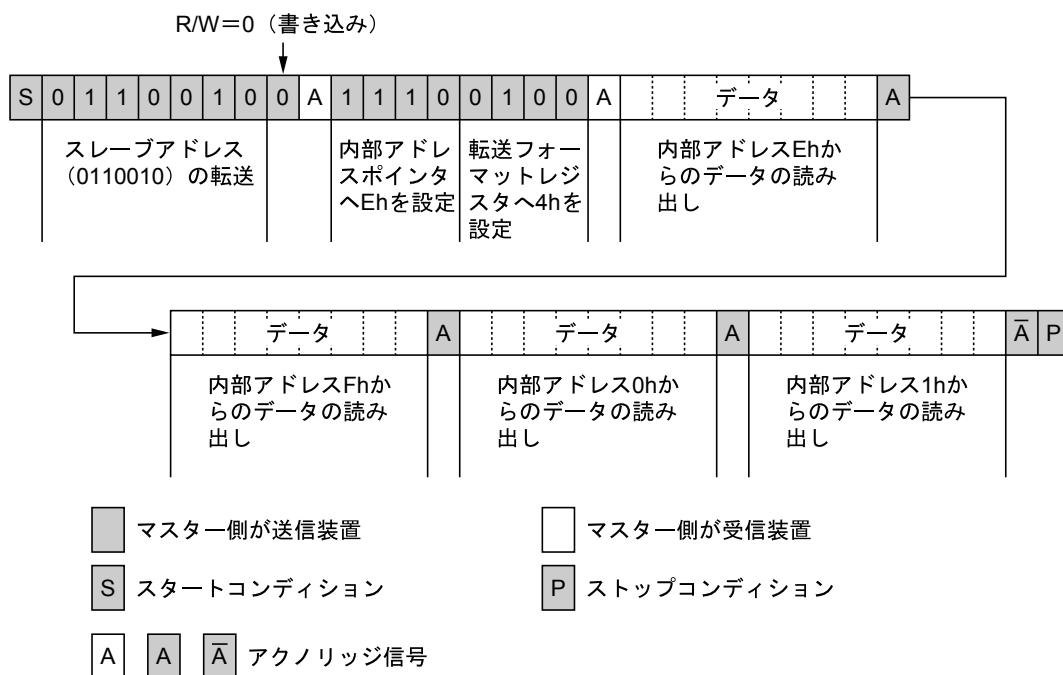 R/W=0（書き込み）
S 0 1 1 0 0 1 0 0 A 1 1 1 0 0 1 0 0 A データ A
スレーブアドレス
（0110010）の転送
内部アドレ
スポインタ
へEhを設定
転送フォー
マットレジ
スタへ4hを
設定
内部アドレスEhか
らのデータの読み
出し
データ A データ A データ A̅ P
内部アドレスFhか
らのデータの読み
出し
内部アドレス0hか
らのデータの読み
出し
内部アドレス1hか
らのデータの読み
出し
マスター側が送信装置
マスター側が受信装置
S スタートコンディション
P ストップコンディション
A A A̅ アクノリッジ信号